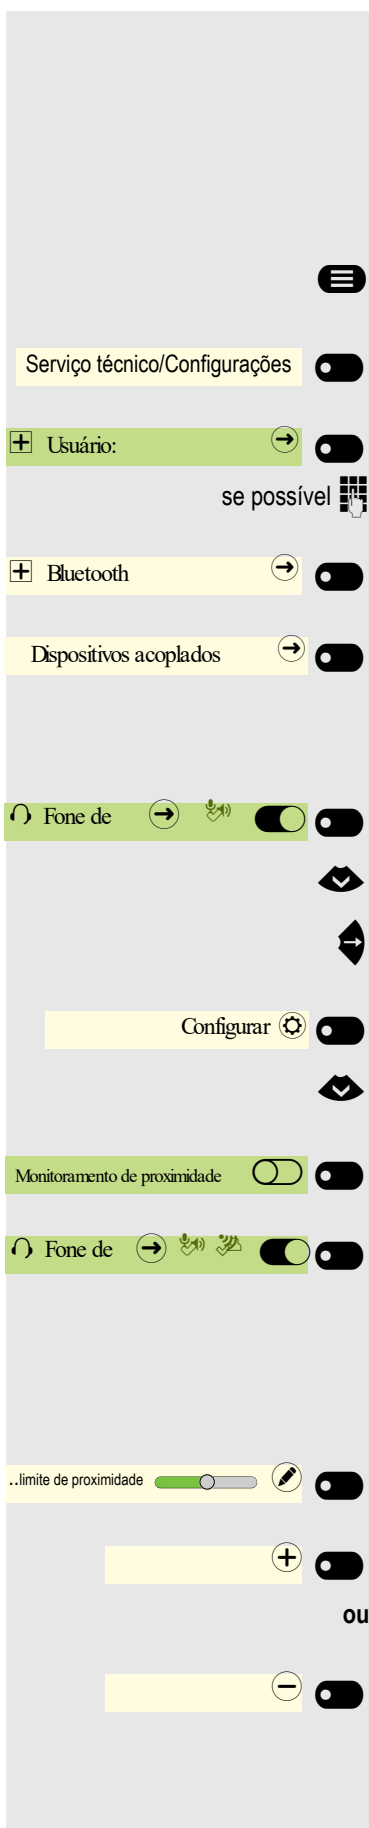 Serviço técnico/Configurações
Usuário:
se possível
Bluetooth
Dispositivos acoplados
Fone de
Configurar
Monitoramento de proximidade
Fone de
..limite de proximidade
ou